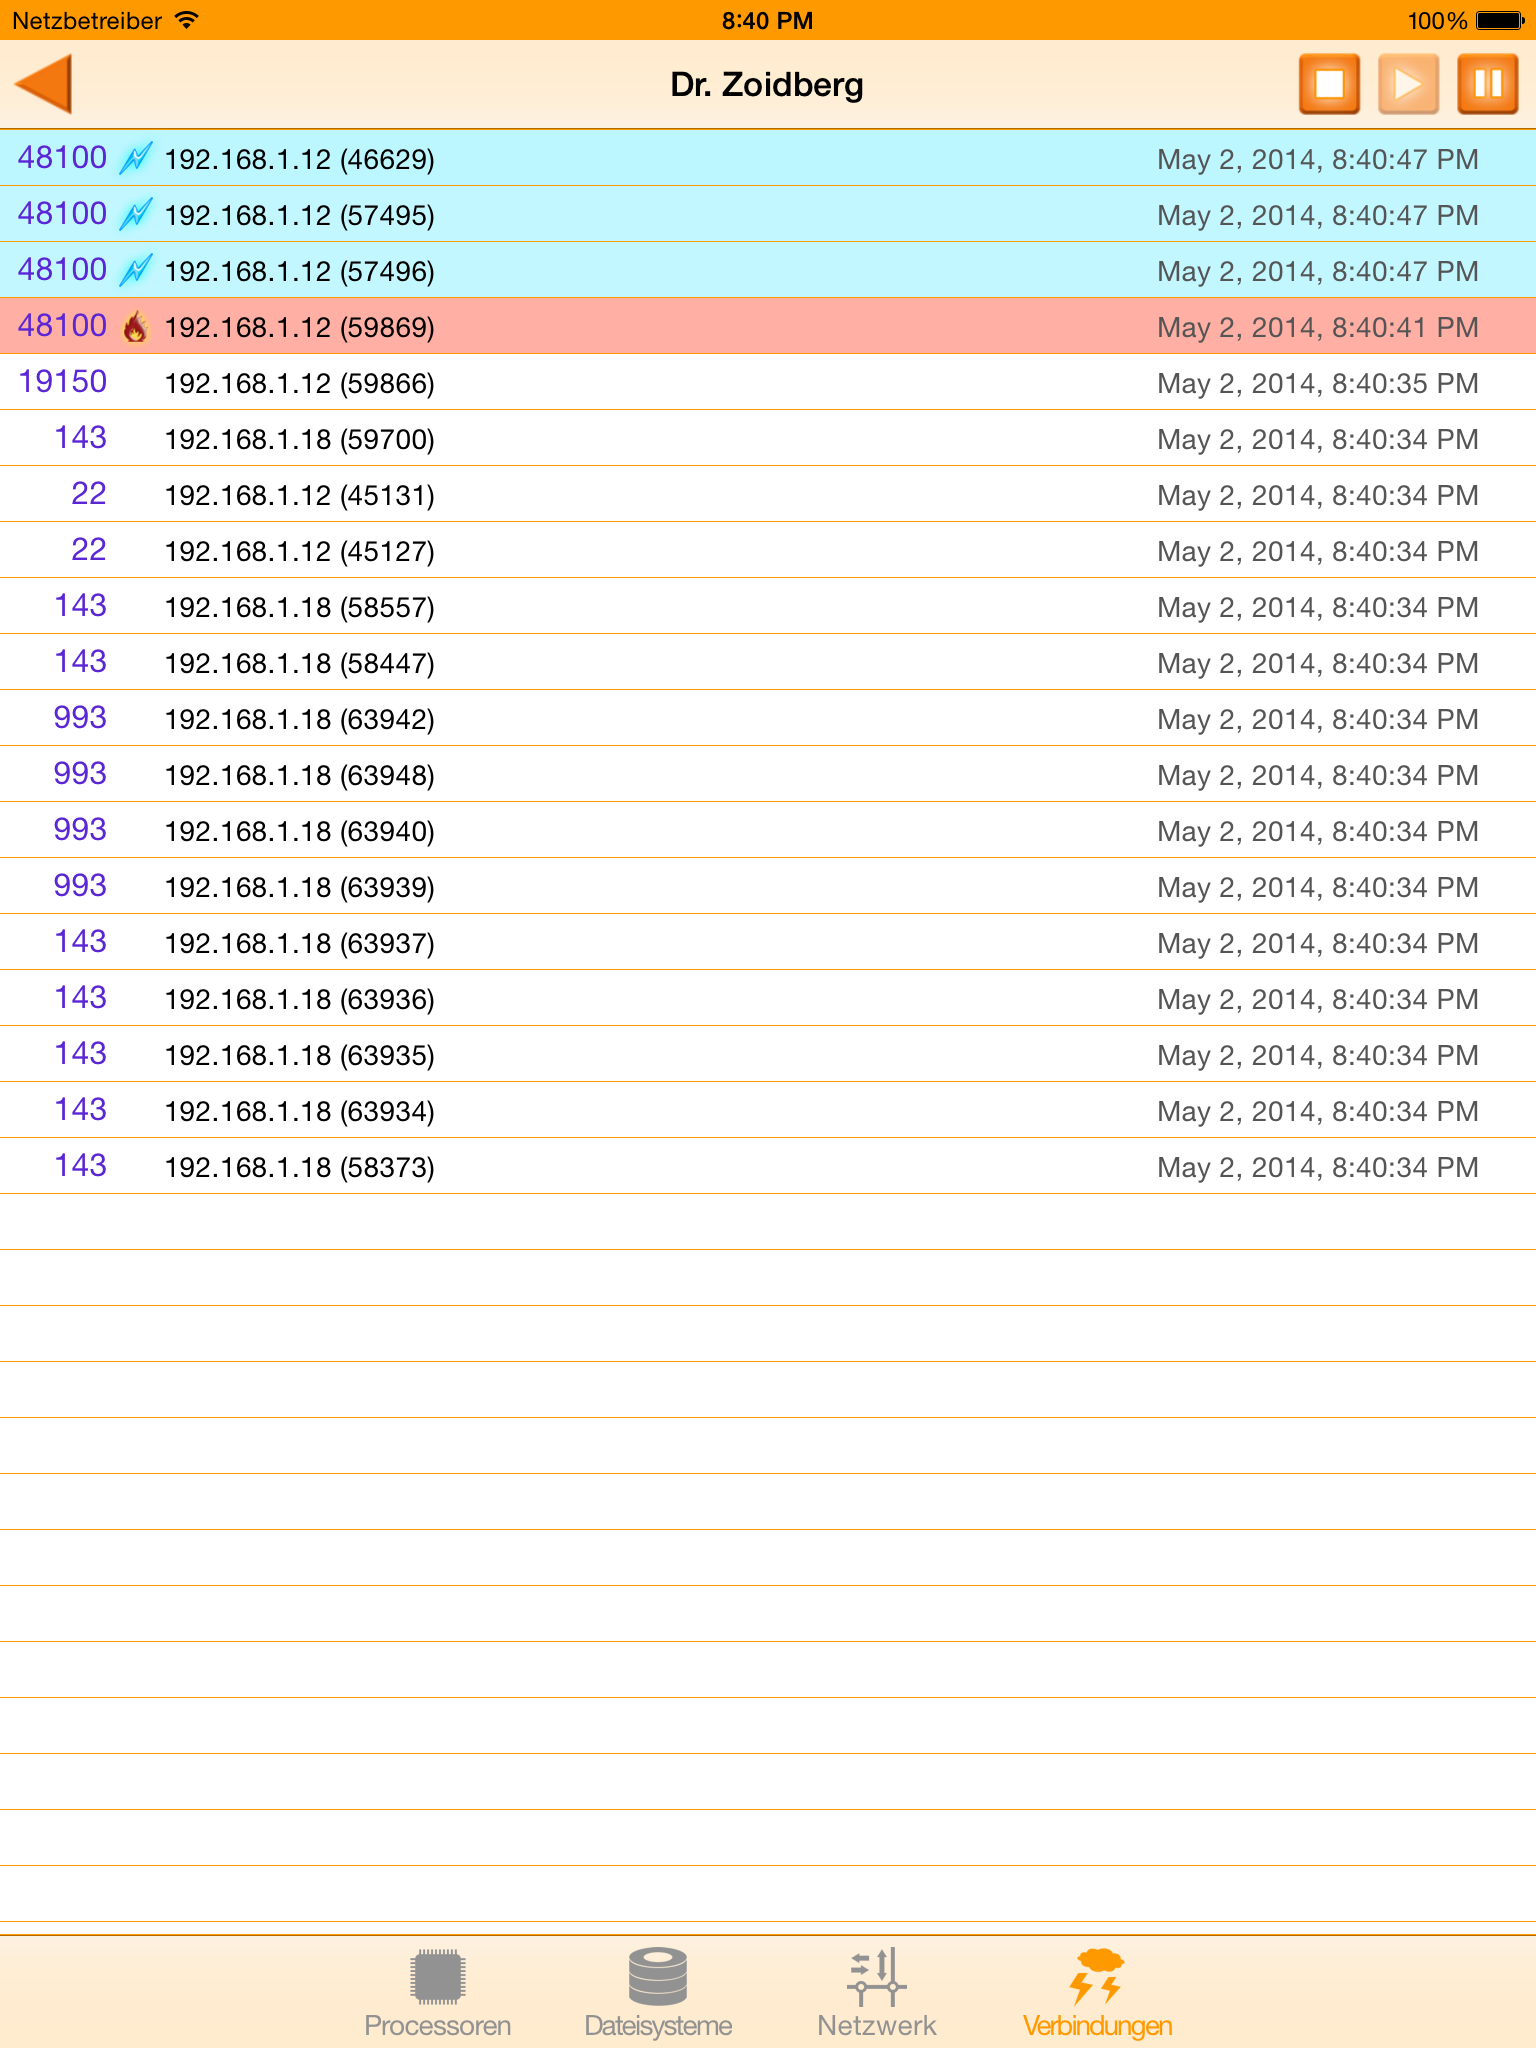 Netzbetreiber 8:40 PM 100%
Dr. Zoidberg
48100 192.168.1.12 (46629) May 2, 2014, 8:40:47 PM
48100 192.168.1.12 (57495) May 2, 2014, 8:40:47 PM
48100 192.168.1.12 (57496) May 2, 2014, 8:40:47 PM
48100 192.168.1.12 (59869) May 2, 2014, 8:40:41 PM
19150 192.168.1.12 (59866) May 2, 2014, 8:40:35 PM
143 192.168.1.18 (59700) May 2, 2014, 8:40:34 PM
22 192.168.1.12 (45131) May 2, 2014, 8:40:34 PM
22 192.168.1.12 (45127) May 2, 2014, 8:40:34 PM
143 192.168.1.18 (58557) May 2, 2014, 8:40:34 PM
143 192.168.1.18 (58447) May 2, 2014, 8:40:34 PM
993 192.168.1.18 (63942) May 2, 2014, 8:40:34 PM
993 192.168.1.18 (63948) May 2, 2014, 8:40:34 PM
993 192.168.1.18 (63940) May 2, 2014, 8:40:34 PM
993 192.168.1.18 (63939) May 2, 2014, 8:40:34 PM
143 192.168.1.18 (63937) May 2, 2014, 8:40:34 PM
143 192.168.1.18 (63936) May 2, 2014, 8:40:34 PM
143 192.168.1.18 (63935) May 2, 2014, 8:40:34 PM
143 192.168.1.18 (63934) May 2, 2014, 8:40:34 PM
143 192.168.1.18 (58373) May 2, 2014, 8:40:34 PM
Processoren Dateisysteme Netzwerk Verbindungen